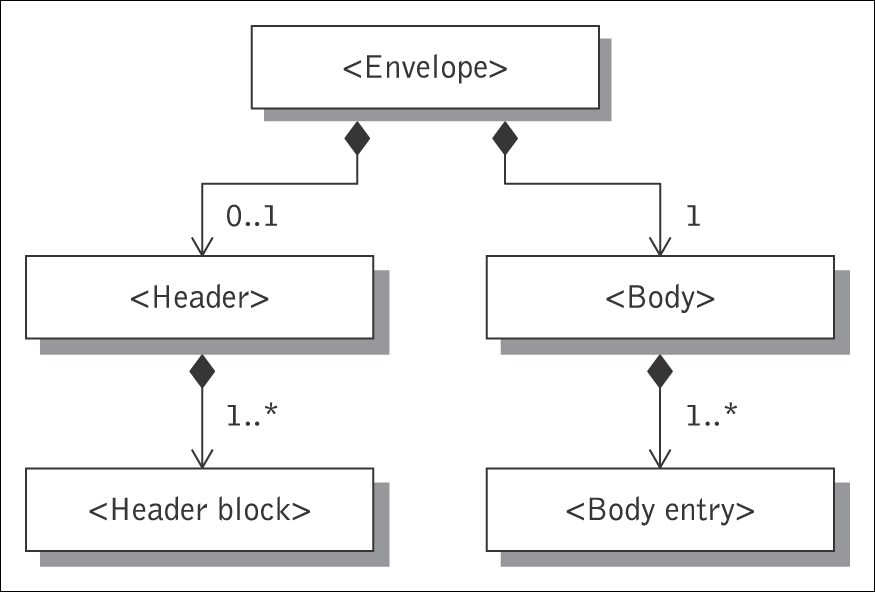 <Envelope>
0..1
1
<Header>
<Body>
1..*
1..*
<Header block>
<Body entry>